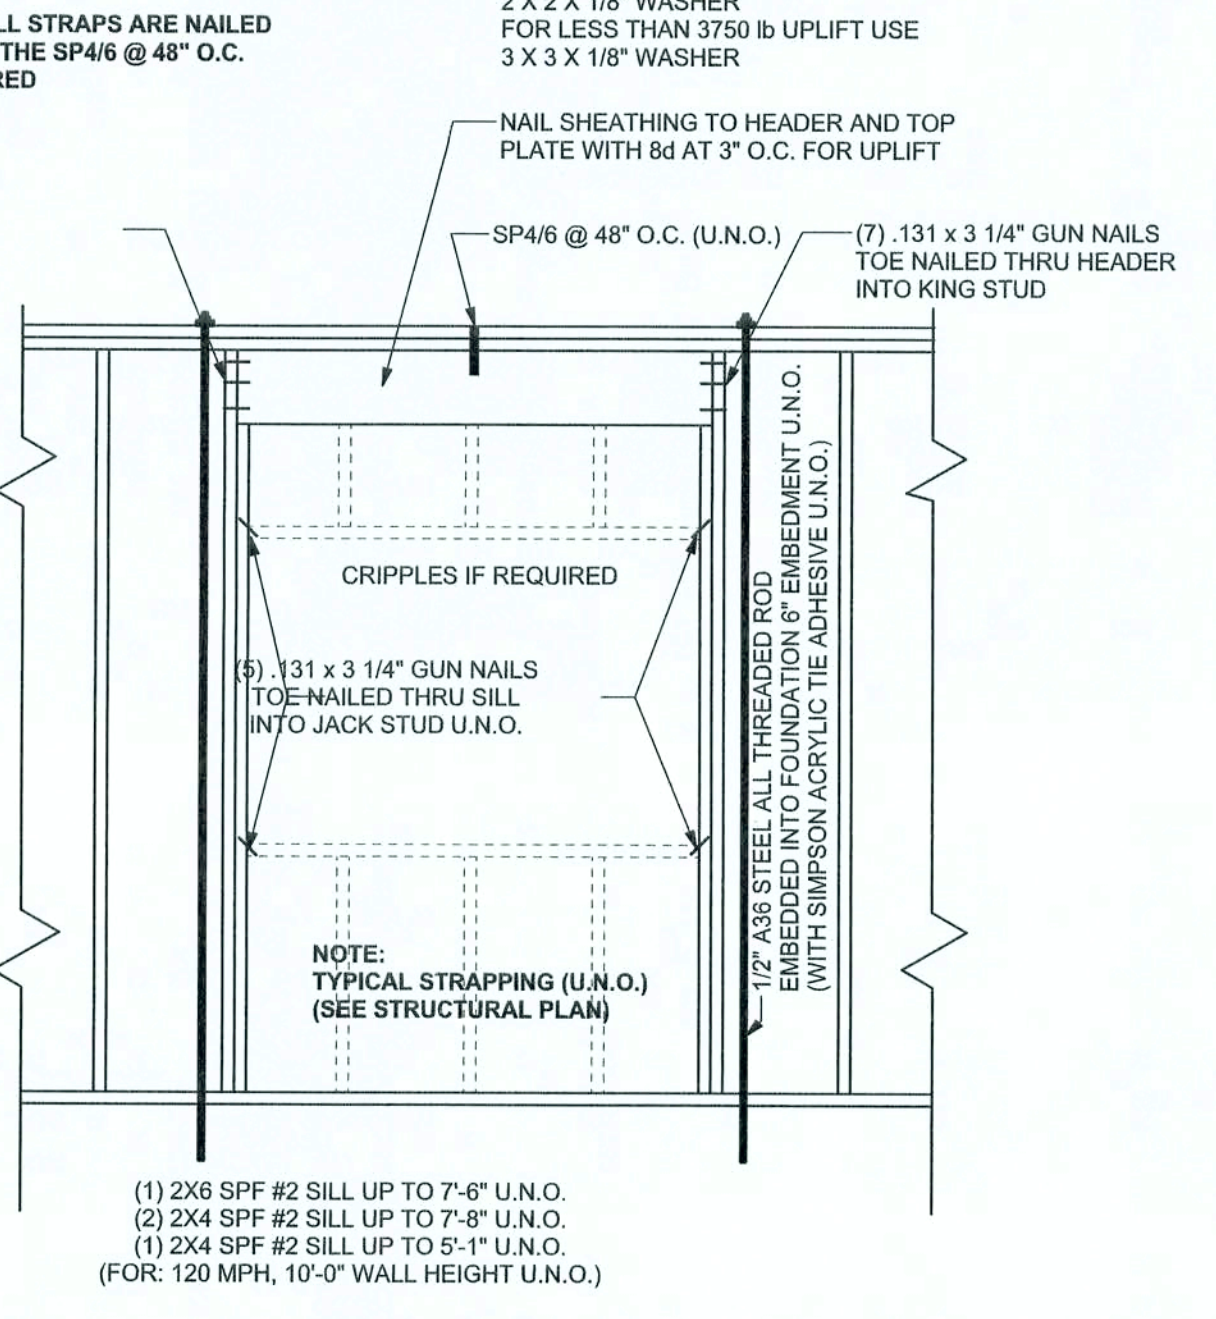 LL STRAPS ARE NAILED
THE SP4/6 @ 48" O.C.
RED
2 X 2 X 1/8" WASHER
FOR LESS THAN 3750 lb UPLIFT USE
3 X 3 X 1/8" WASHER
NAIL SHEATHING TO HEADER AND TOP
PLATE WITH 8d AT 3" O.C. FOR UPLIFT
SP4/6 @ 48" O.C. (U.N.O.)
(7) .131 x 3 1/4" GUN NAILS
TOE NAILED THRU HEADER
INTO KING STUD
CRIPPLES IF REQUIRED
(5) .131 x 3 1/4" GUN NAILS
TOE NAILED THRU SILL
INTO JACK STUD U.N.O.
1/2" A36 STEEL ALL THREADED ROD
EMBEDDED INTO FOUNDATION 6" EMBEDMENT U.N.O.
(WITH SIMPSON ACRYLIC TIE ADHESIVE U.N.O.)
NOTE:
TYPICAL STRAPPING (U.N.O.)
(SEE STRUCTURAL PLAN)
(1) 2X6 SPF #2 SILL UP TO 7'-6" U.N.O.
(2) 2X4 SPF #2 SILL UP TO 7'-8" U.N.O.
(1) 2X4 SPF #2 SILL UP TO 5'-1" U.N.O.
(FOR: 120 MPH, 10'-0" WALL HEIGHT U.N.O.)